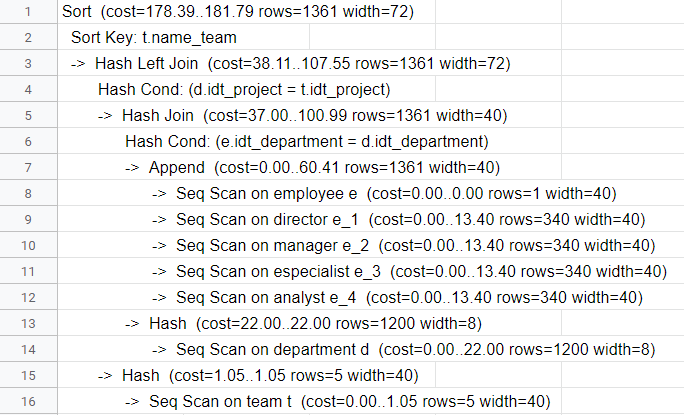 1 Sort (cost=178.39..181.79 rows=1361 width=72)
2 Sort Key: t.name_team
3 -> Hash Left Join (cost=38.11..107.55 rows=1361 width=72)
4 Hash Cond: (d.idt_project = t.idt_project)
5 -> Hash Join (cost=37.00..100.99 rows=1361 width=40)
6 Hash Cond: (e.idt_department = d.idt_department)
7 -> Append (cost=0.00..60.41 rows=1361 width=40)
8 -> Seq Scan on employee e (cost=0.00..0.00 rows=1 width=40)
9 -> Seq Scan on director e_1 (cost=0.00..13.40 rows=340 width=40)
10 -> Seq Scan on manager e_2 (cost=0.00..13.40 rows=340 width=40)
11 -> Seq Scan on especialist e_3 (cost=0.00..13.40 rows=340 width=40)
12 -> Seq Scan on analyst e_4 (cost=0.00..13.40 rows=340 width=40)
13 -> Hash (cost=22.00..22.00 rows=1200 width=8)
14 -> Seq Scan on department d (cost=0.00..22.00 rows=1200 width=8)
15 -> Hash (cost=1.05..1.05 rows=5 width=40)
16 -> Seq Scan on team t (cost=0.00..1.05 rows=5 width=40)